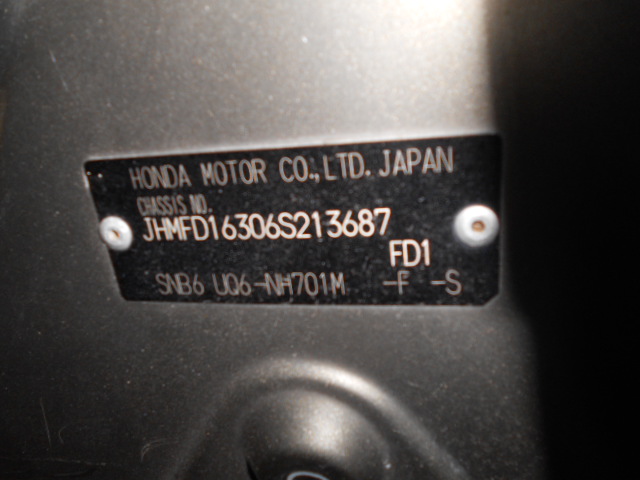 HONDA MOTOR CO.,LTD. JAPAN
CHASSIS NO.
JHMFD16306S213687
FD1
SNB6 UQ6-NH701M -F -S